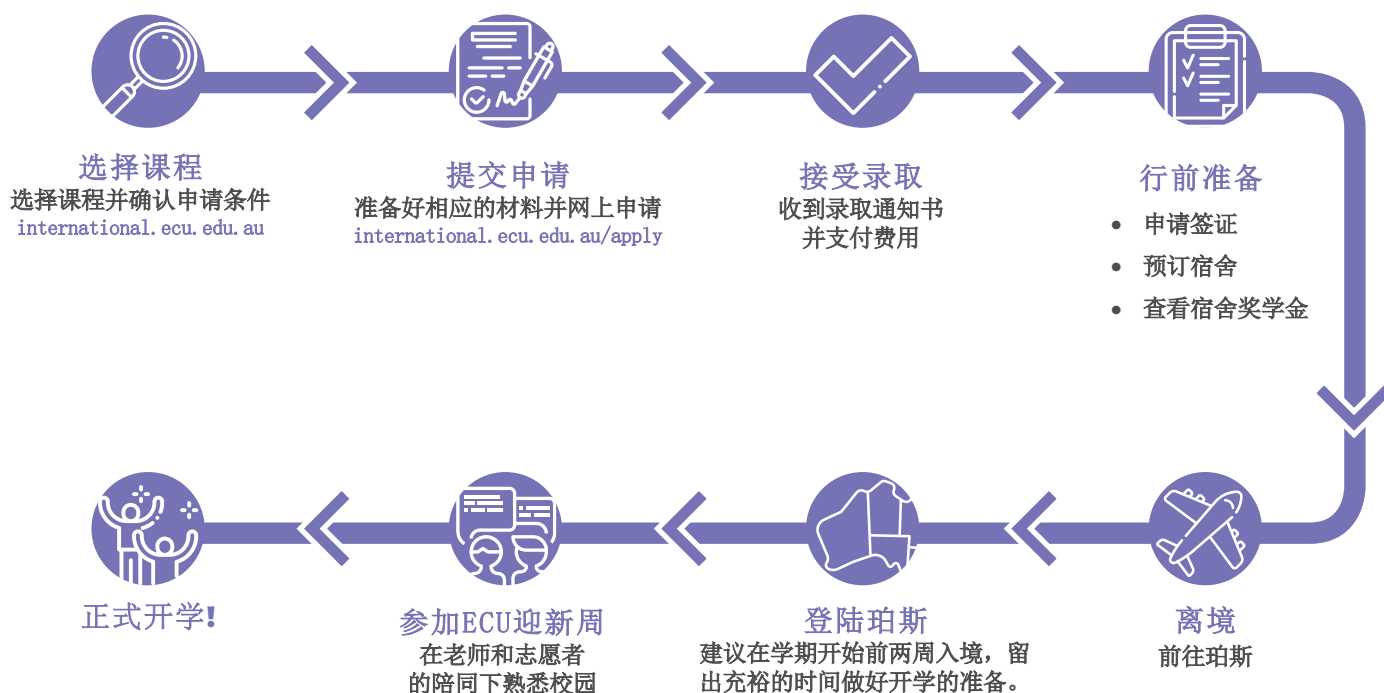 选择课程
选择课程并确认申请条件
international.ecu.edu.au
提交申请
准备好相应的材料并网上申请
international.ecu.edu.au/apply
接受录取
收到录取通知书
并支付费用
行前准备
• 申请签证
• 预订宿舍
• 查看宿舍奖学金
离境
前往珀斯
登陆珀斯
建议在学期开始前两周入境，留
出充裕的时间做好开学的准备。
参加ECU迎新周
在老师和志愿者
的陪同下熟悉校园
正式开学!